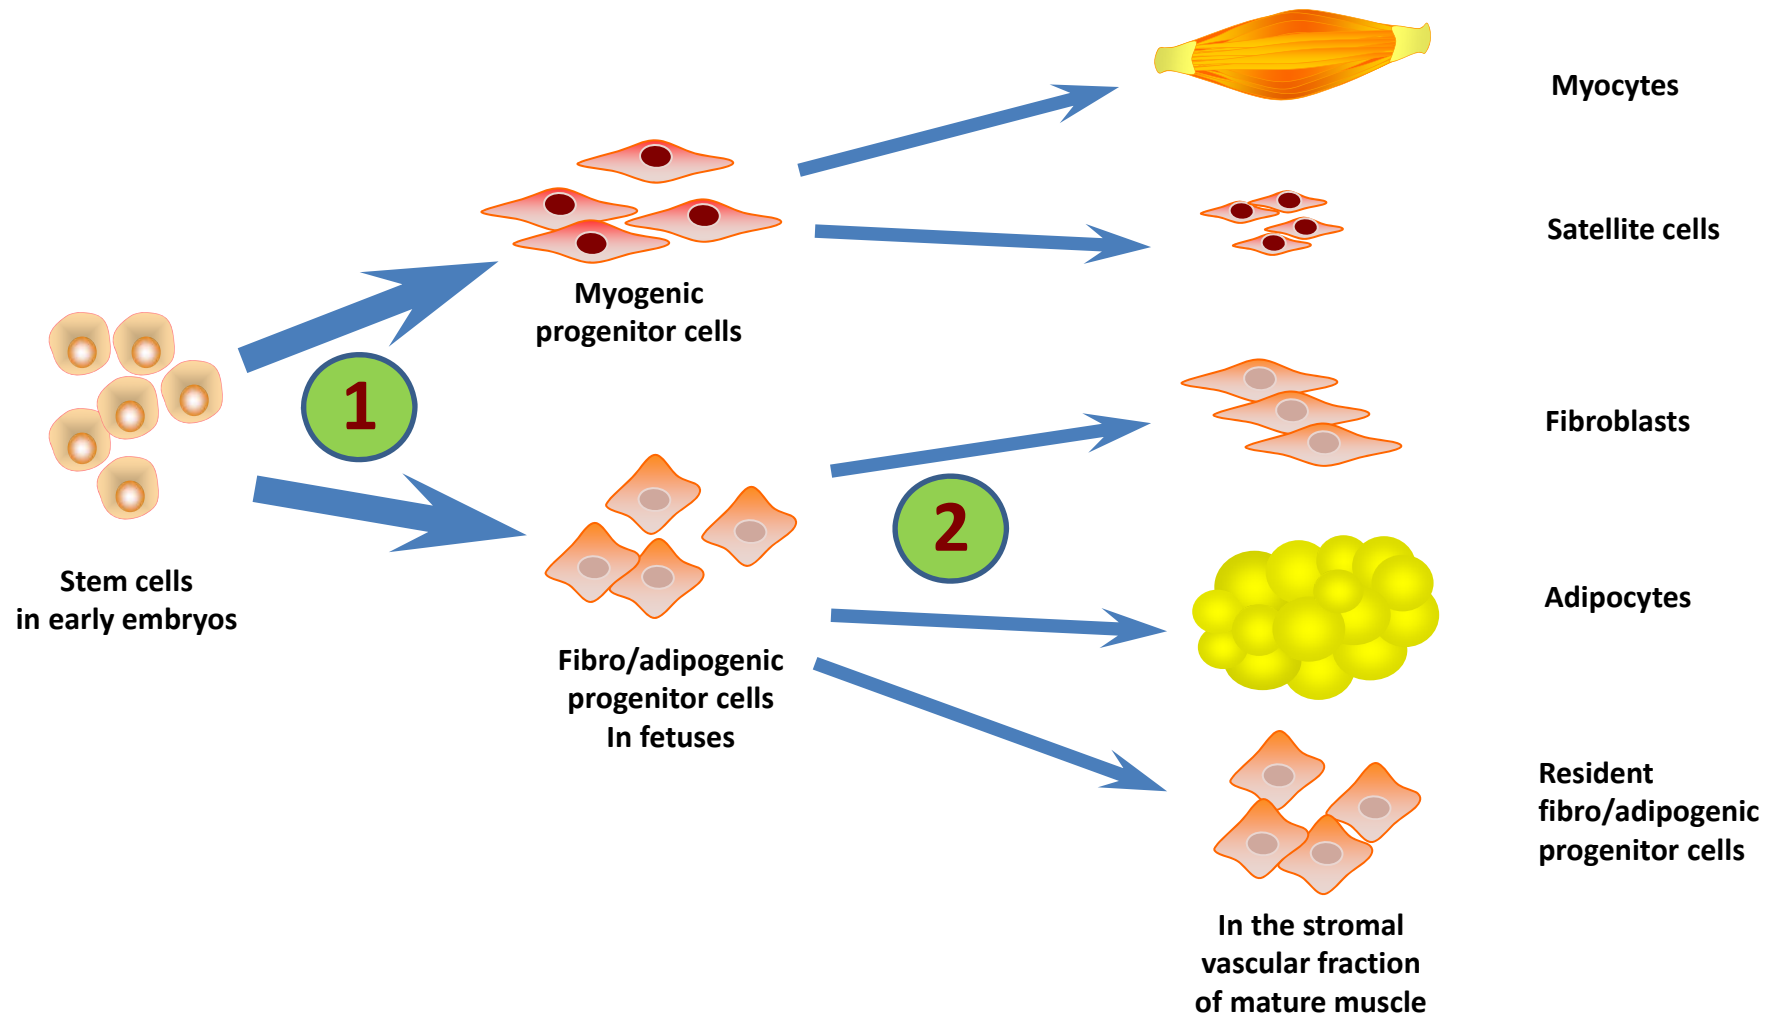 Myocytes
Satellite cells
Myogenic
progenitor cells
1
Fibroblasts
2
Stem cells
in early embryos
Adipocytes
Fibro/adipogenic
progenitor cells
In fetuses
Resident
fibro/adipogenic
progenitor cells
In the stromal
vascular fraction
of mature muscle